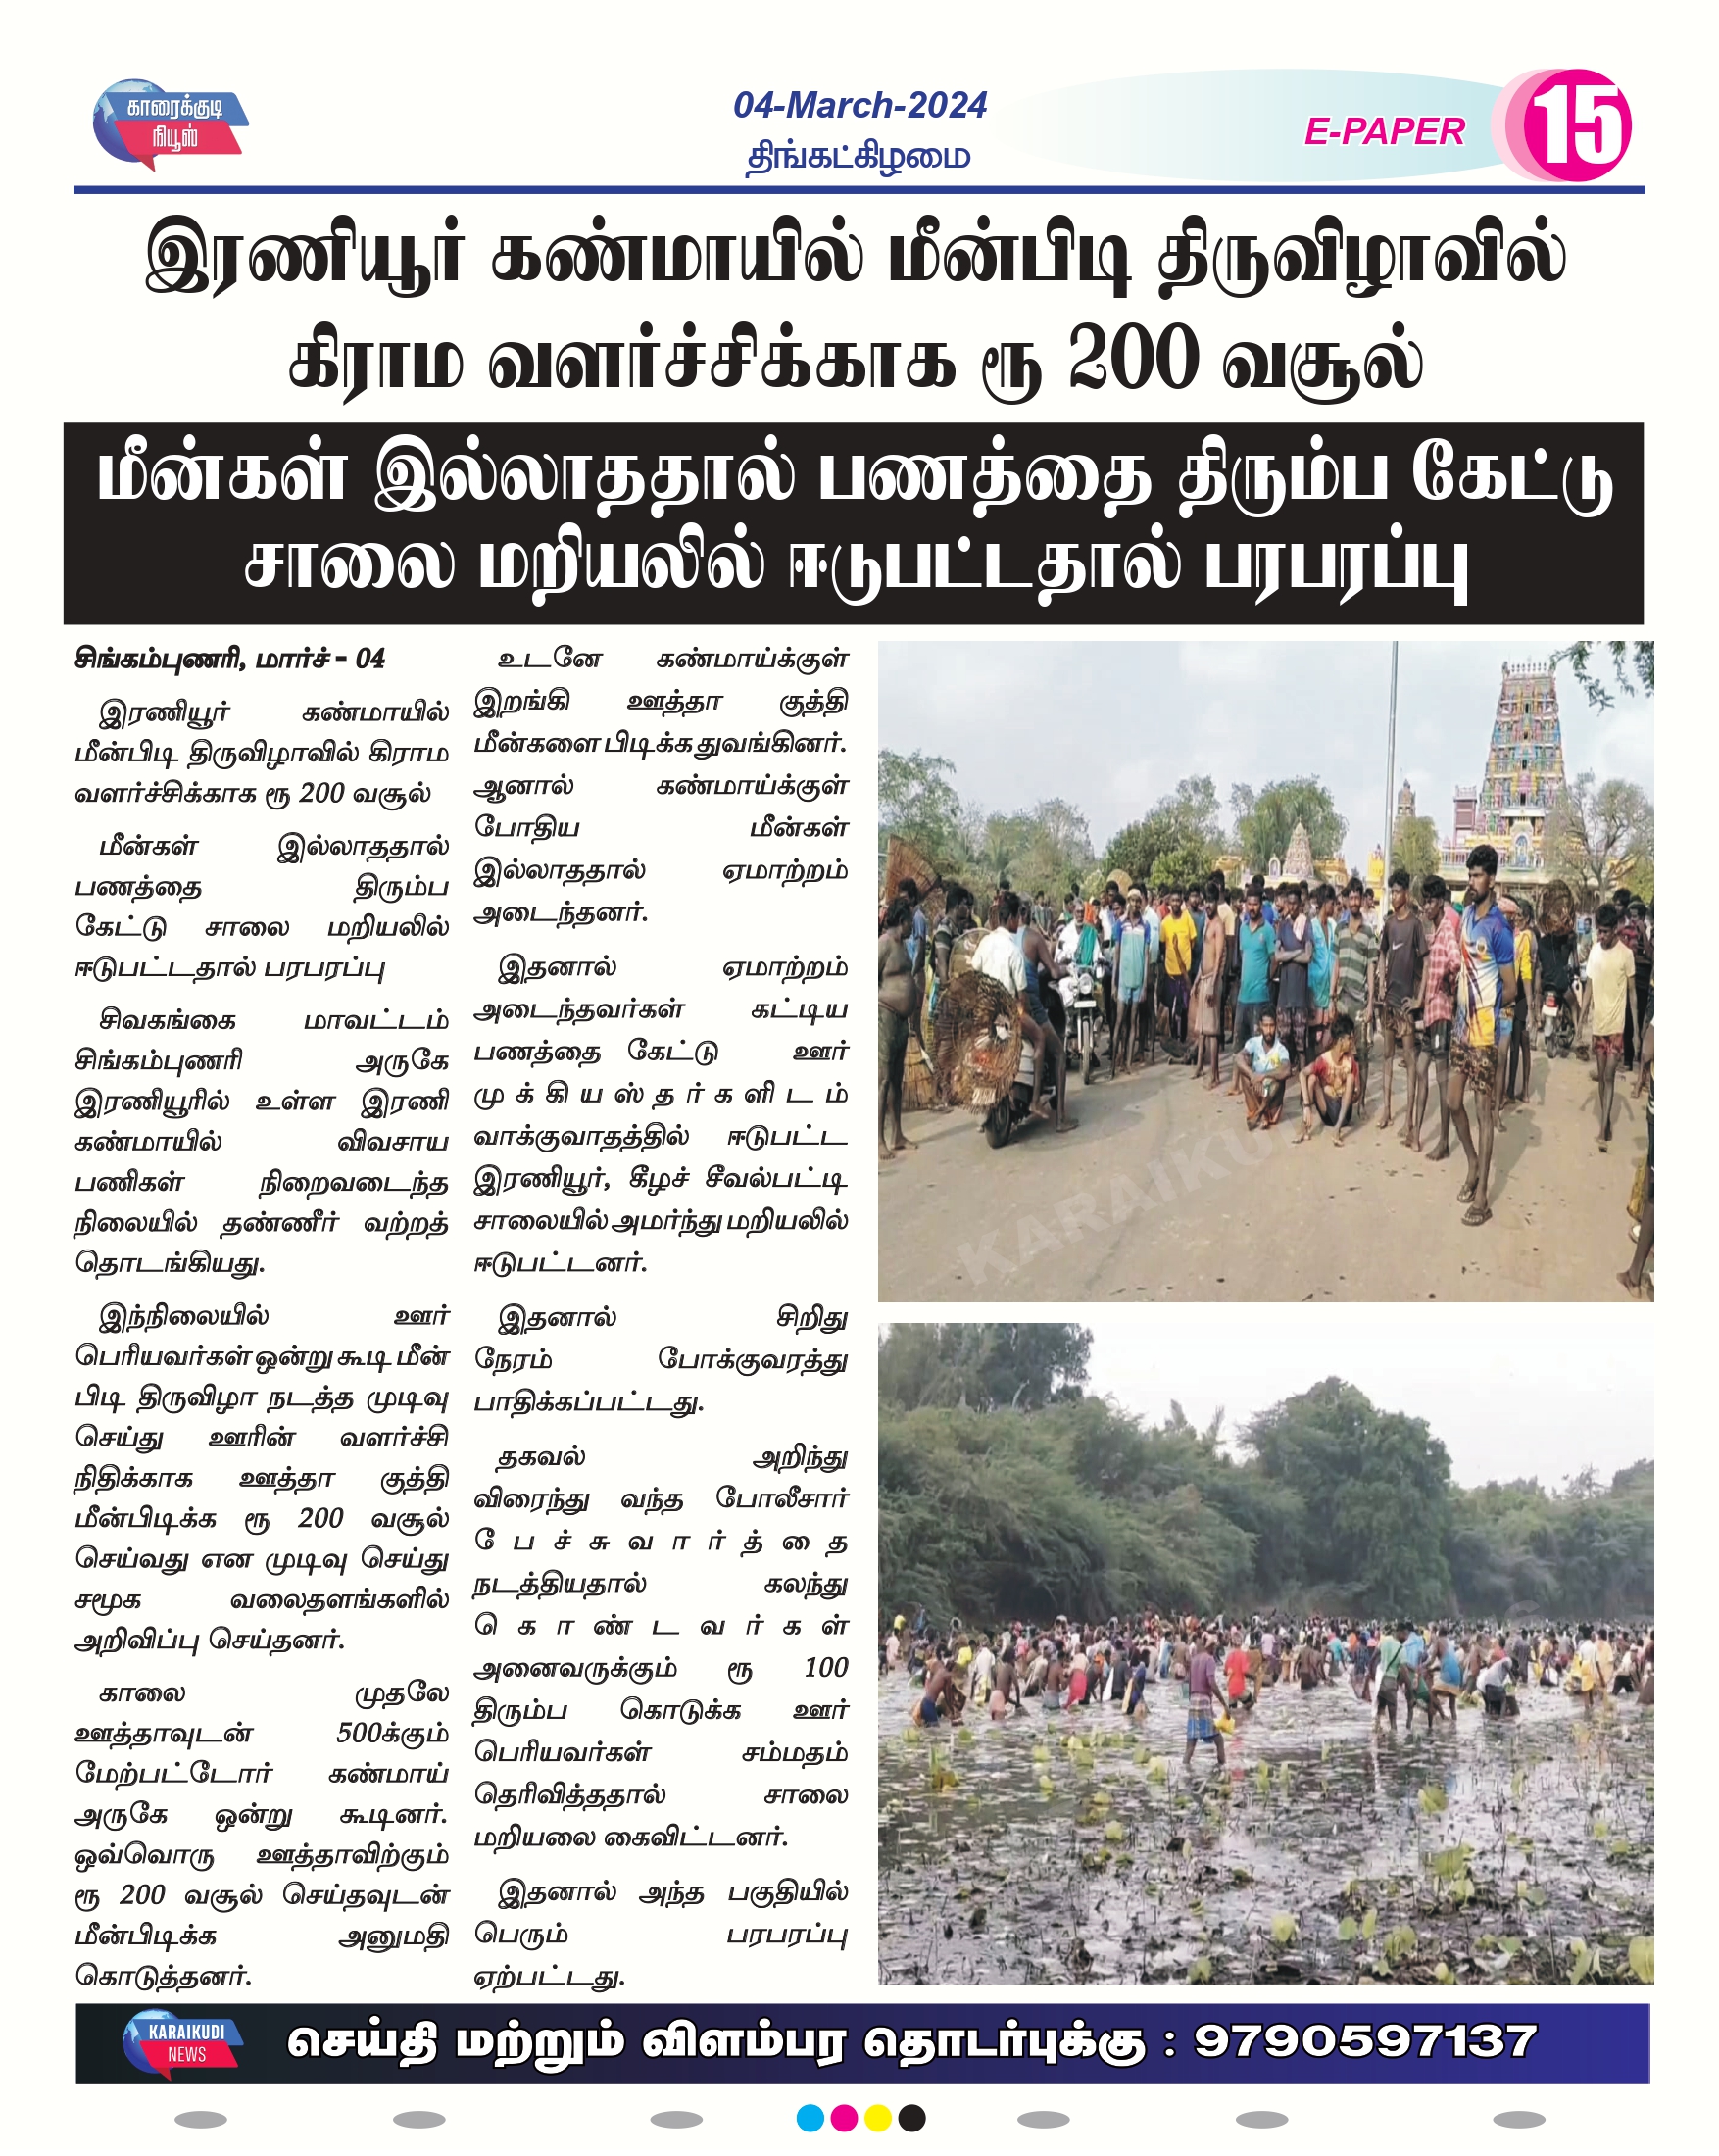 காரைக்குடி
நியூஸ்
04-March-2024
திங்கட்கிழமை
E-PAPER
15
இரணியூர் கண்மாயில் மீன்பிடி திருவிழாவில்
கிராம வளர்ச்சிக்காக ரூ 200 வசூல்
மீன்கள் இல்லாததால் பணத்தை திரும்ப கேட்டு
சாலை மறியலில் ஈடுபட்டதால் பரபரப்பு
சிங்கம்புணரி, மார்ச் - 04
இரணியூர் கண்மாயில்
மீன்பிடி திருவிழாவில் கிராம
வளர்ச்சிக்காக ரூ 200 வசூல்
மீன்கள் இல்லாததால்
பணத்தை திரும்ப
கேட்டு சாலை மறியலில்
ஈடுபட்டதால் பரபரப்பு
சிவகங்கை மாவட்டம்
சிங்கம்புணரி அருகே
இரணியூரில் உள்ள இரணி
கண்மாயில் விவசாய
பணிகள் நிறைவடைந்த
நிலையில் தண்ணீர் வற்றத்
தொடங்கியது.
இந்நிலையில் ஊர்
பெரியவர்கள் ஒன்று கூடி மீன்
பிடி திருவிழா நடத்த முடிவு
செய்து ஊரின் வளர்ச்சி
நிதிக்காக ஊத்தா குத்தி
மீன்பிடிக்க ரூ 200 வசூல்
செய்வது என முடிவு செய்து
சமூக வலைதளங்களில்
அறிவிப்பு செய்தனர்.
காலை முதலே
ஊத்தாவுடன் 500க்கும்
மேற்பட்டோர் கண்மாய்
அருகே ஒன்று கூடினர்.
ஒவ்வொரு ஊத்தாவிற்கும்
ரூ 200 வசூல் செய்தவுடன்
மீன்பிடிக்க அனுமதி
கொடுத்தனர்.
உடனே கண்மாய்க்குள்
இறங்கி ஊத்தா குத்தி
மீன்களை பிடிக்க துவங்கினர்.
ஆனால் கண்மாய்க்குள்
போதிய மீன்கள்
இல்லாததால் ஏமாற்றம்
அடைந்தனர்.
இதனால் ஏமாற்றம்
அடைந்தவர்கள் கட்டிய
பணத்தை கேட்டு ஊர்
முக்கியஸ்தர்களிடம்
வாக்குவாதத்தில் ஈடுபட்ட
இரணியூர், கீழச் சீவல்பட்டி
சாலையில் அமர்ந்து மறியலில்
ஈடுபட்டனர்.
இதனால் சிறிது
நேரம் போக்குவரத்து
பாதிக்கப்பட்டது.
தகவல் அறிந்து
விரைந்து வந்த போலீசார்
பேச்சுவார்த்தை
நடத்தியதால் கலந்து
கொண்டவர்கள்
அனைவருக்கும் ரூ 100
திரும்ப கொடுக்க ஊர்
பெரியவர்கள் சம்மதம்
தெரிவித்ததால் சாலை
மறியலை கைவிட்டனர்.
இதனால் அந்த பகுதியில்
பெரும் பரபரப்பு
ஏற்பட்டது.
KARAIKUDI
NEWS
செய்தி மற்றும் விளம்பர தொடர்புக்கு : 9790597137